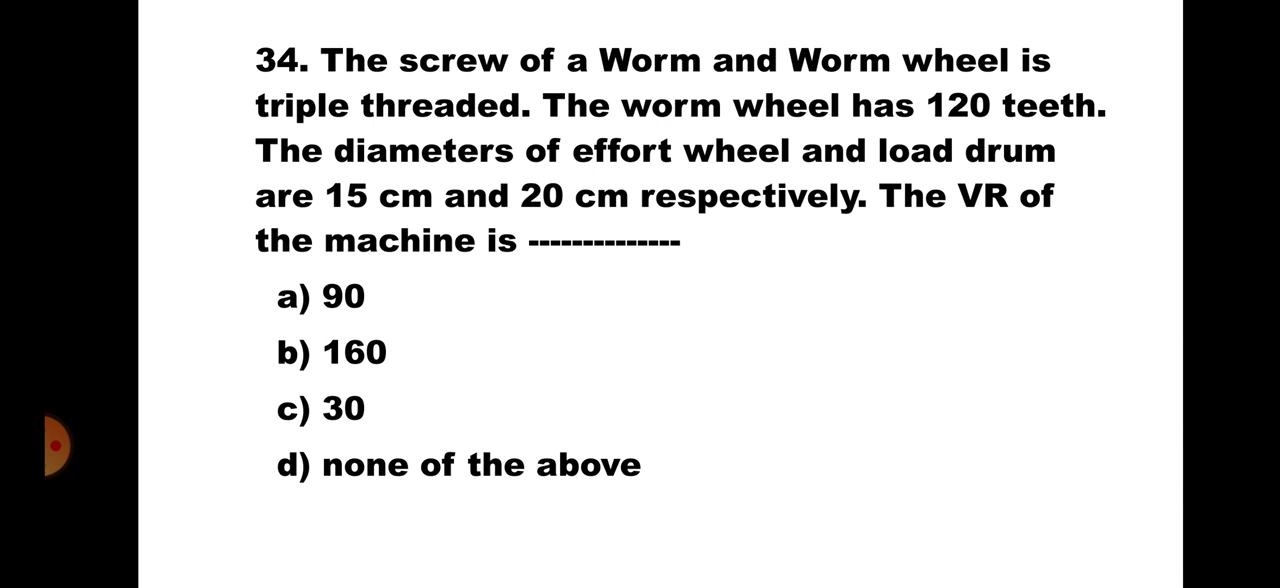 34. The screw of a Worm and Worm wheel is
triple threaded. The worm wheel has 120 teeth.
The diameters of effort wheel and load drum
are 15 cm and 20 cm respectively. The VR of
the machine is --------------
a) 90
b) 160
c) 30
d) none of the above